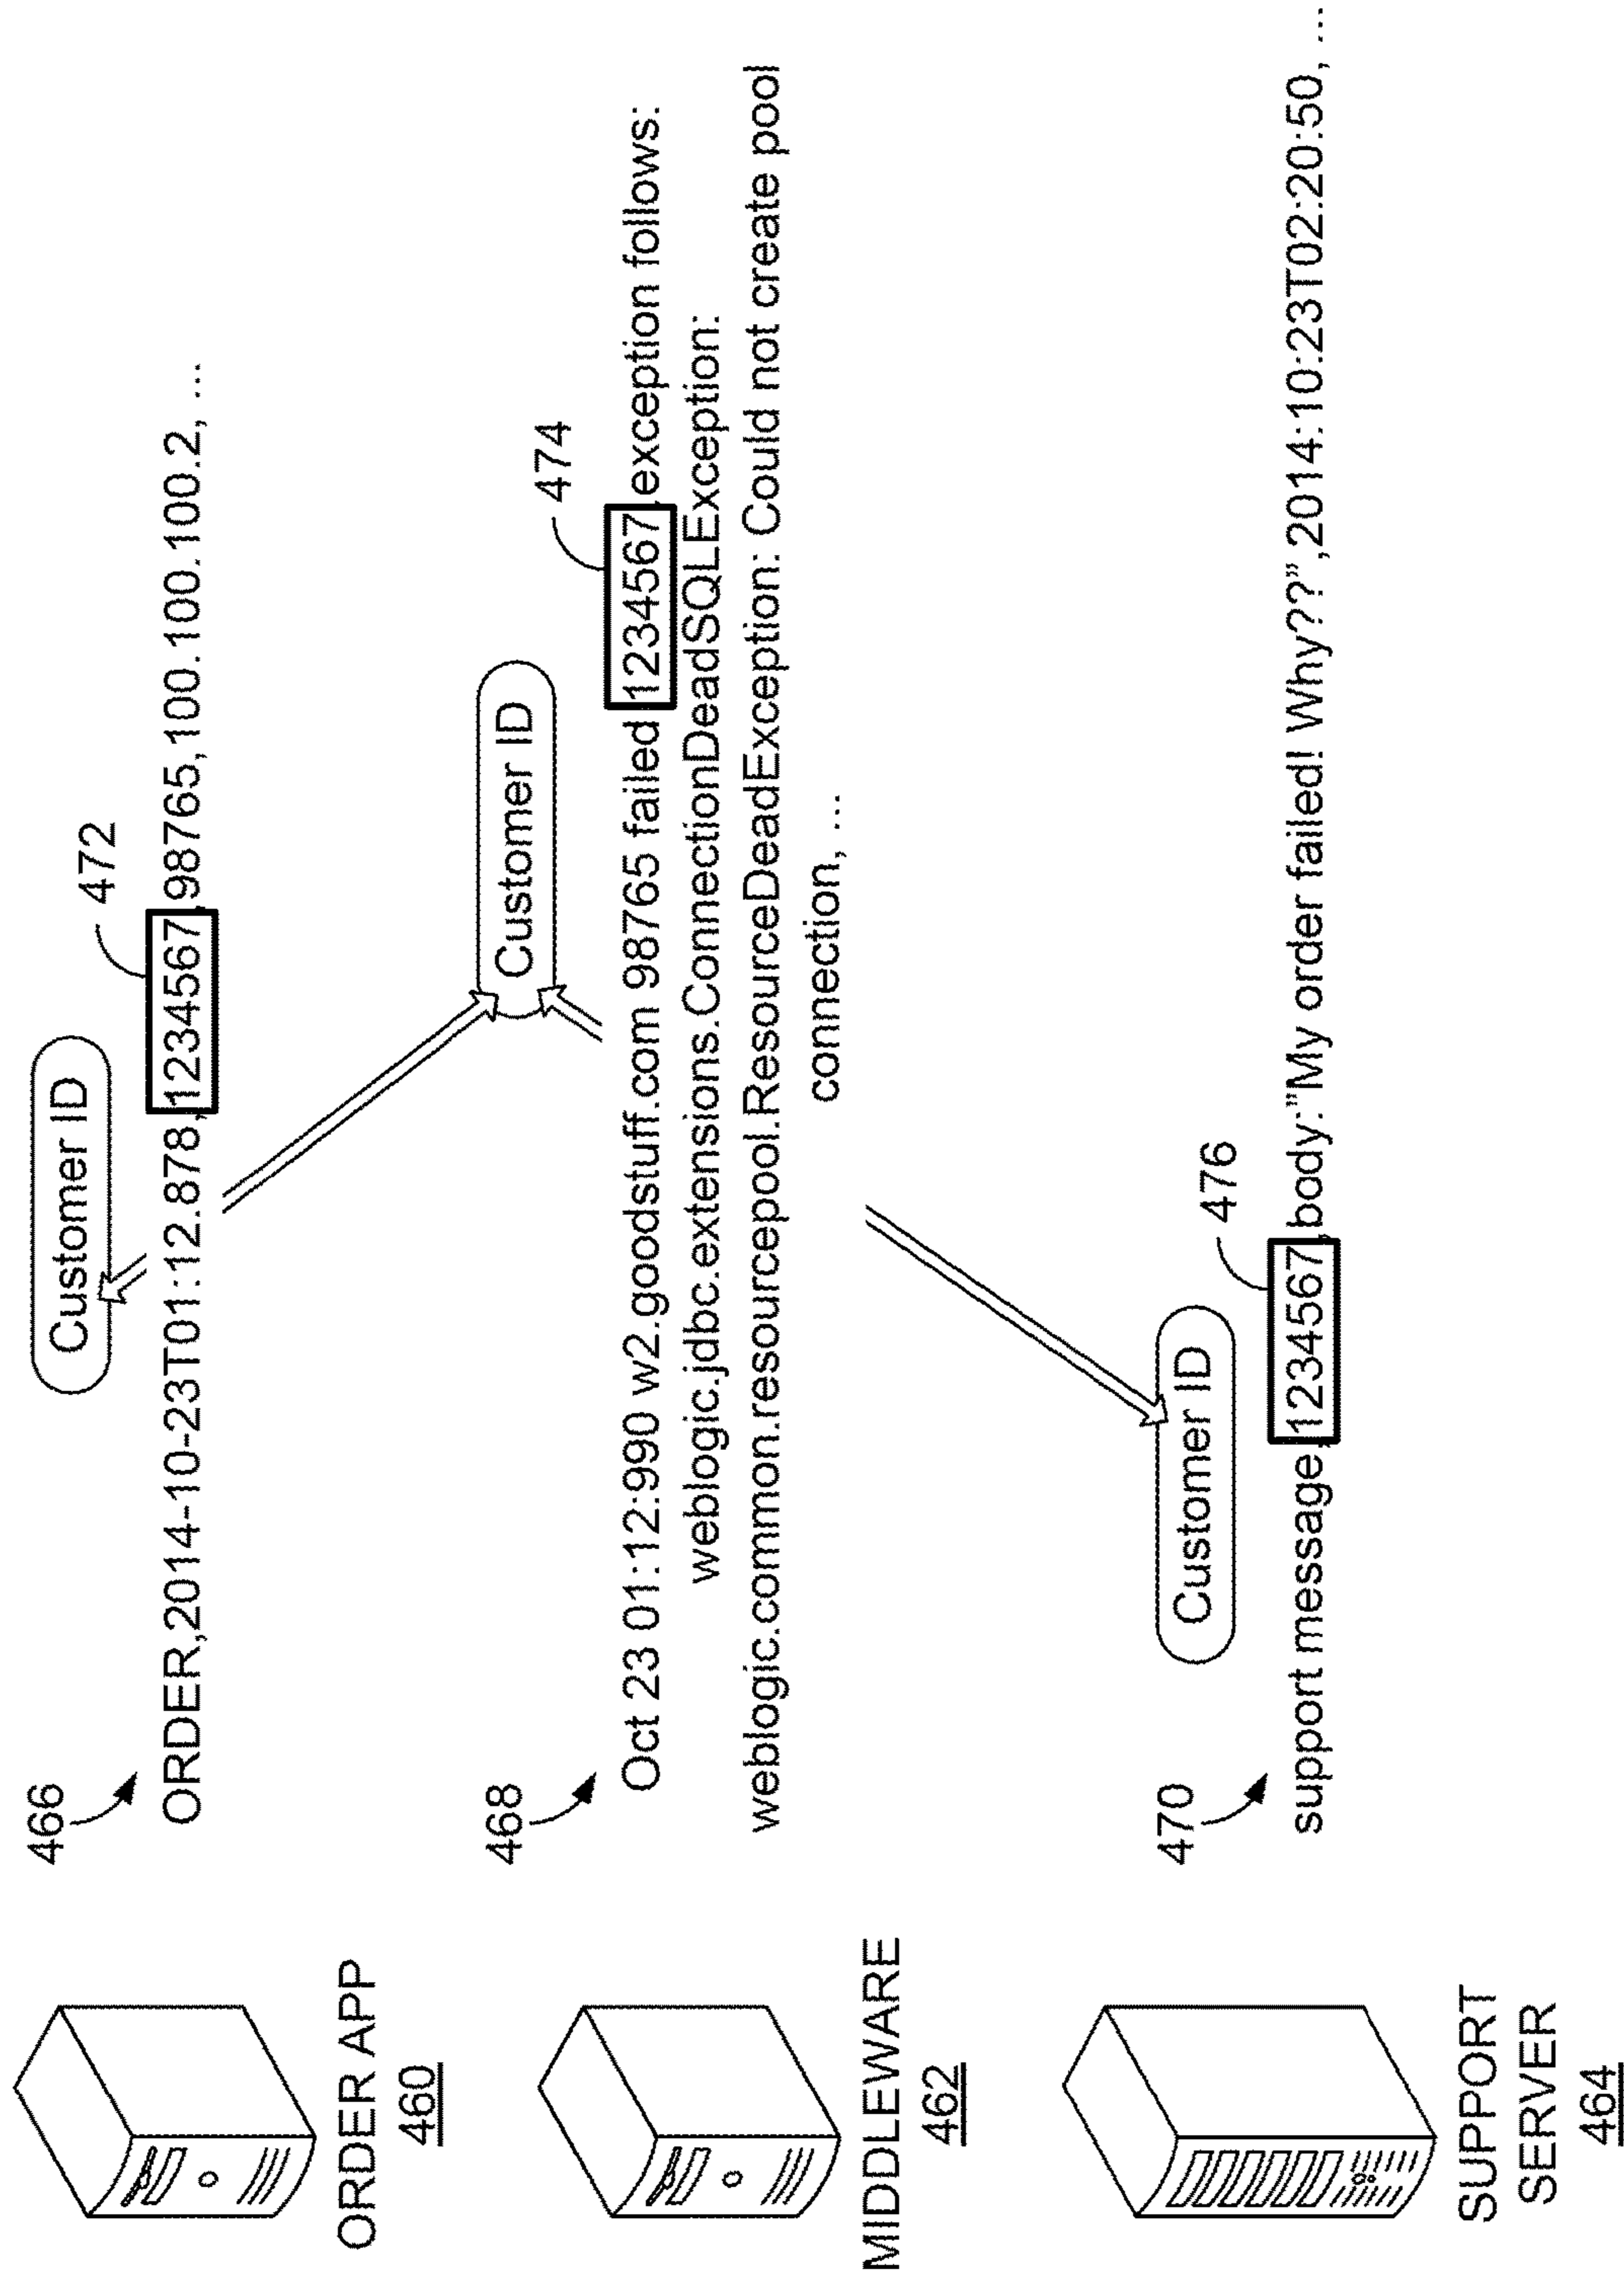 ORDER APP
460
466
Customer ID
472
ORDER,2014-10-23T01:12.878,1234567,98765,100.100.100.2, ...
MIDDLEWARE
462
468
Customer ID
474
Oct 23 01:12:990 w2.goodstuff.com 98765 failed 1234567,exception follows:
weblogic.jdbc.extensions.ConnectionDeadSQLException:
weblogic.common.resourcepool.ResourceDeadException: Could not create pool
connection, ...
SUPPORT
SERVER
464
470
Customer ID
476
support message,1234567,body:"My order failed! Why??",2014:10:23T02:20:50, ...